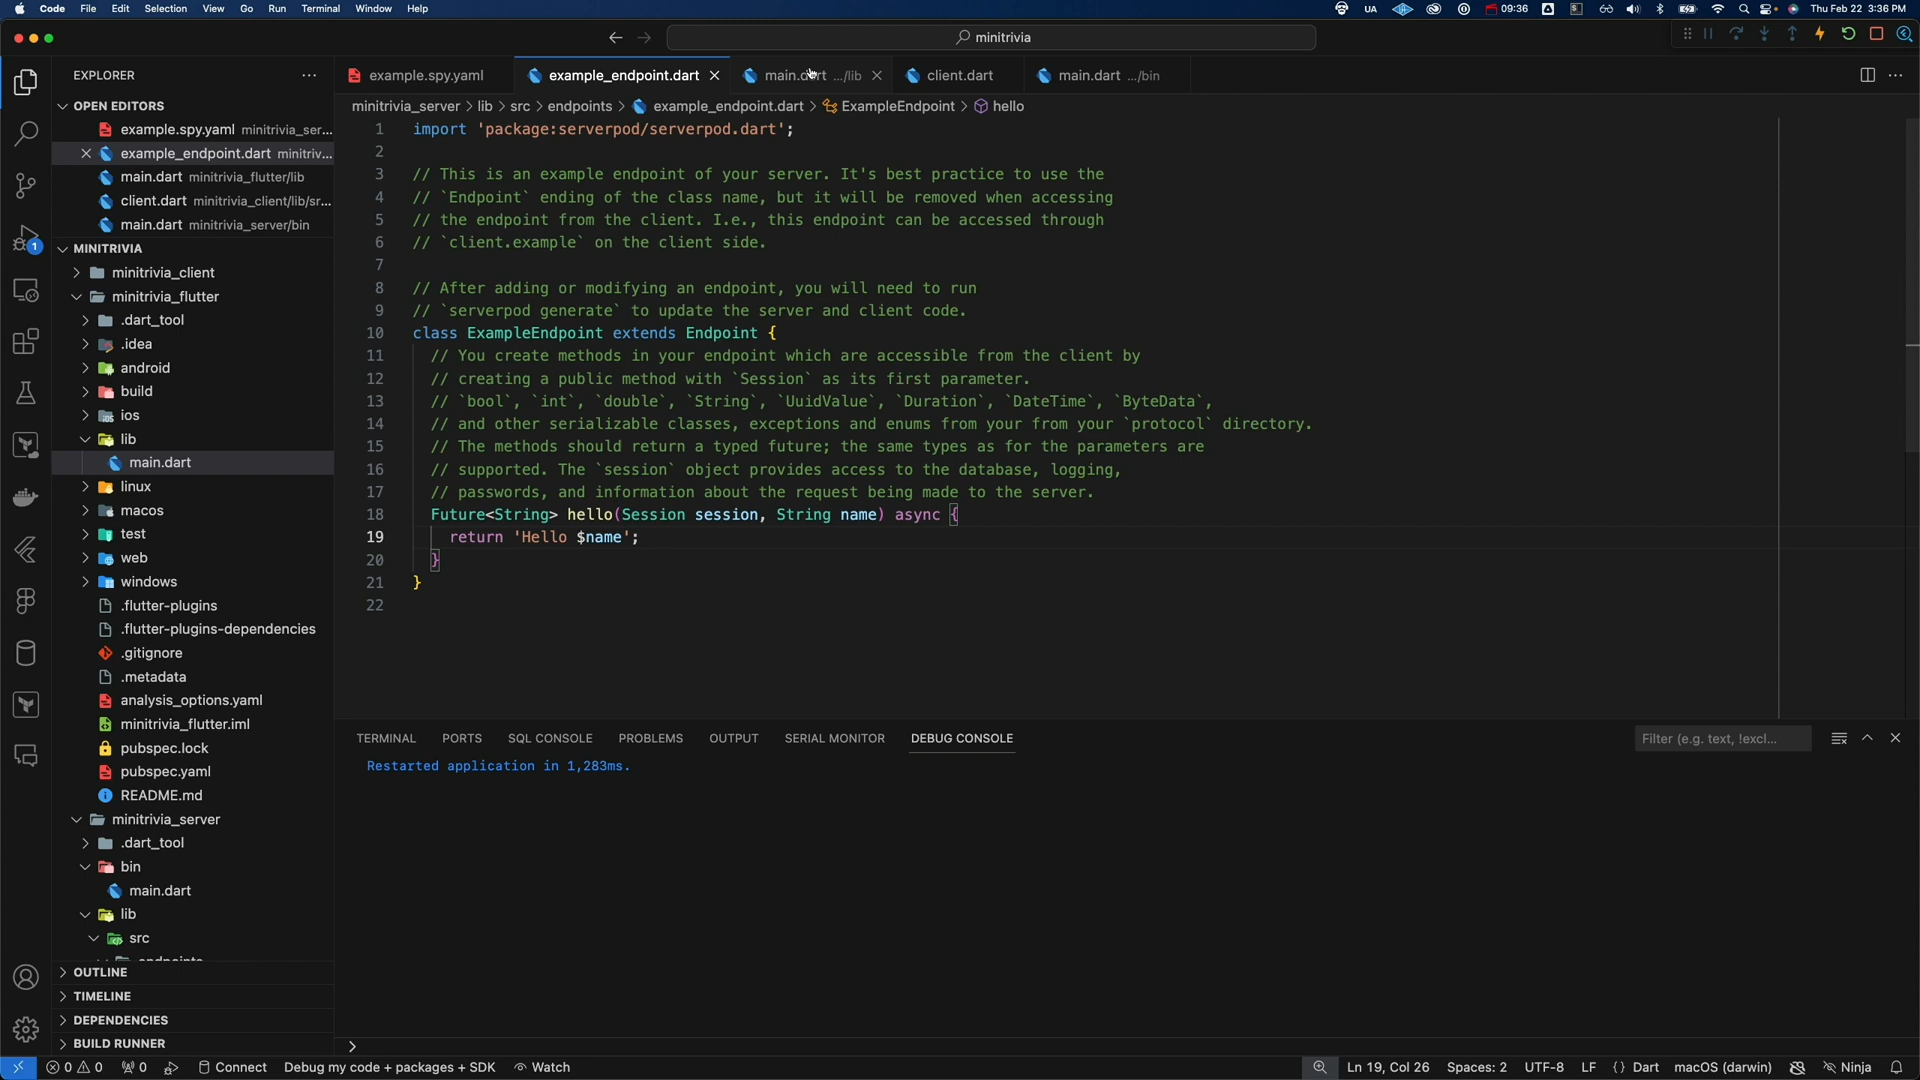 Code File Edit Selection View Go Run Terminal Window Help
UA 09:36 Thu Feb 22 3:36 PM
minitrivia
EXPLORER
OPEN EDITORS
example.spy.yaml minitrivia_ser...
example_endpoint.dart minitriv...
main.dart minitrivia_flutter/lib
client.dart minitrivia_client/lib/sr...
main.dart minitrivia_server/bin
MINITRIVIA
minitrivia_client
minitrivia_flutter
.dart_tool
.idea
android
build
ios
lib
main.dart
linux
macos
test
web
windows
.flutter-plugins
.flutter-plugins-dependencies
.gitignore
.metadata
analysis_options.yaml
minitrivia_flutter.iml
pubspec.lock
pubspec.yaml
README.md
minitrivia_server
.dart_tool
bin
main.dart
lib
src
endpoints
OUTLINE
TIMELINE
DEPENDENCIES
BUILD RUNNER
1
example.spy.yaml example_endpoint.dart main.dart .../lib client.dart main.dart .../bin
minitrivia_server > lib > src > endpoints > example_endpoint.dart > ExampleEndpoint > hello
1 import 'package:serverpod/serverpod.dart';
2
3 // This is an example endpoint of your server. It's best practice to use the
4 // `Endpoint` ending of the class name, but it will be removed when accessing
5 // the endpoint from the client. I.e., this endpoint can be accessed through
6 // `client.example` on the client side.
7
8 // After adding or modifying an endpoint, you will need to run
9 // `serverpod generate` to update the server and client code.
10 class ExampleEndpoint extends Endpoint {
11 // You create methods in your endpoint which are accessible from the client by
12 // creating a public method with `Session` as its first parameter.
13 // `bool`, `int`, `double`, `String`, `UuidValue`, `Duration`, `DateTime`, `ByteData`,
14 // and other serializable classes, exceptions and enums from your from your `protocol` directory.
15 // The methods should return a typed future; the same types as for the parameters are
16 // supported. The `session` object provides access to the database, logging,
17 // passwords, and information about the request being made to the server.
18 Future<String> hello(Session session, String name) async {
19 return 'Hello $name';
20 }
21 }
22
TERMINAL PORTS SQL CONSOLE PROBLEMS OUTPUT SERIAL MONITOR DEBUG CONSOLE
Filter (e.g. text, !excl...
Restarted application in 1,283ms.
>
0 0 0 Connect Debug my code + packages + SDK Watch
Ln 19, Col 26 Spaces: 2 UTF-8 LF {} Dart macOS (darwin) Ninja